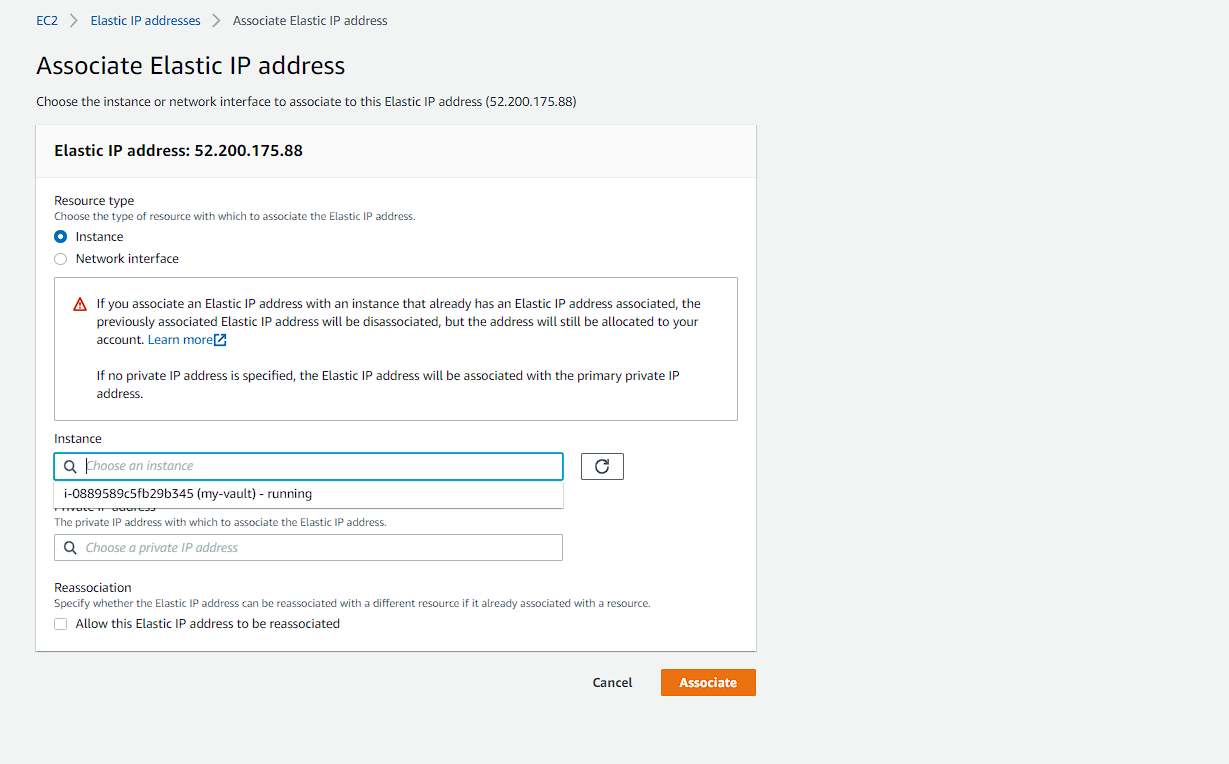 EC2 > Elastic IP addresses > Associate Elastic IP address
Associate Elastic IP address
Choose the instance or network interface to associate to this Elastic IP address (52.200.175.88)
Elastic IP address: 52.200.175.88
Resource type
Choose the type of resource with which to associate the Elastic IP address.
Instance
Network interface
If you associate an Elastic IP address with an instance that already has an Elastic IP address associated, the
previously associated Elastic IP address will be disassociated, but the address will still be allocated to your
account. Learn more
If no private IP address is specified, the Elastic IP address will be associated with the primary private IP
address.
Instance
Choose an instance
i-0889589c5fb29b345 (my-vault) - running
Private IP address
The private IP address with which to associate the Elastic IP address.
Choose a private IP address
Reassociation
Specify whether the Elastic IP address can be reassociated with a different resource if it already associated with a resource.
Allow this Elastic IP address to be reassociated
Cancel
Associate